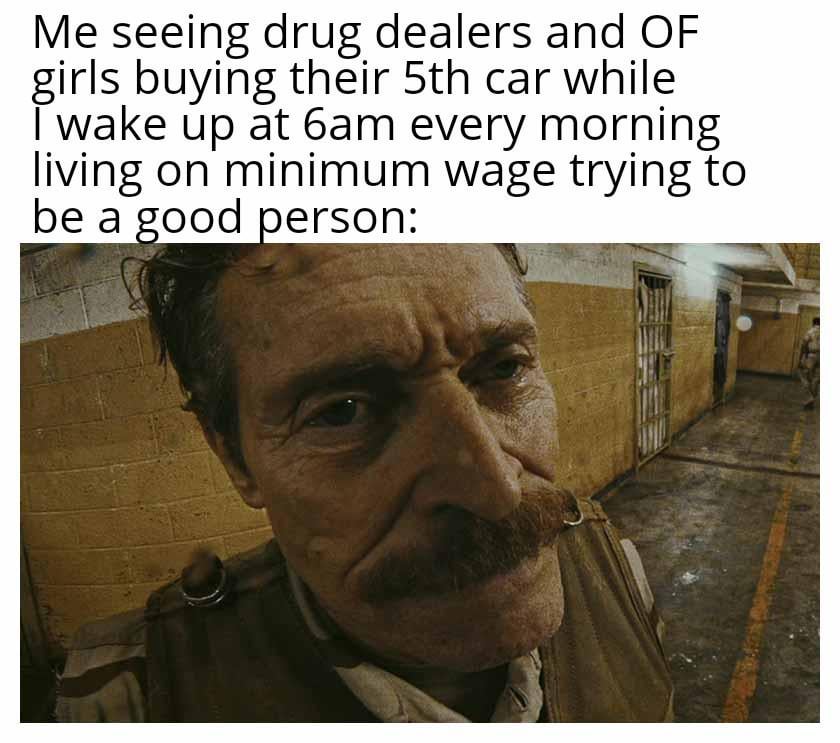 Me seeing drug dealers and OF
girls buying their 5th car while
I wake up at 6am every morning
living on minimum wage trying to
be a good person: